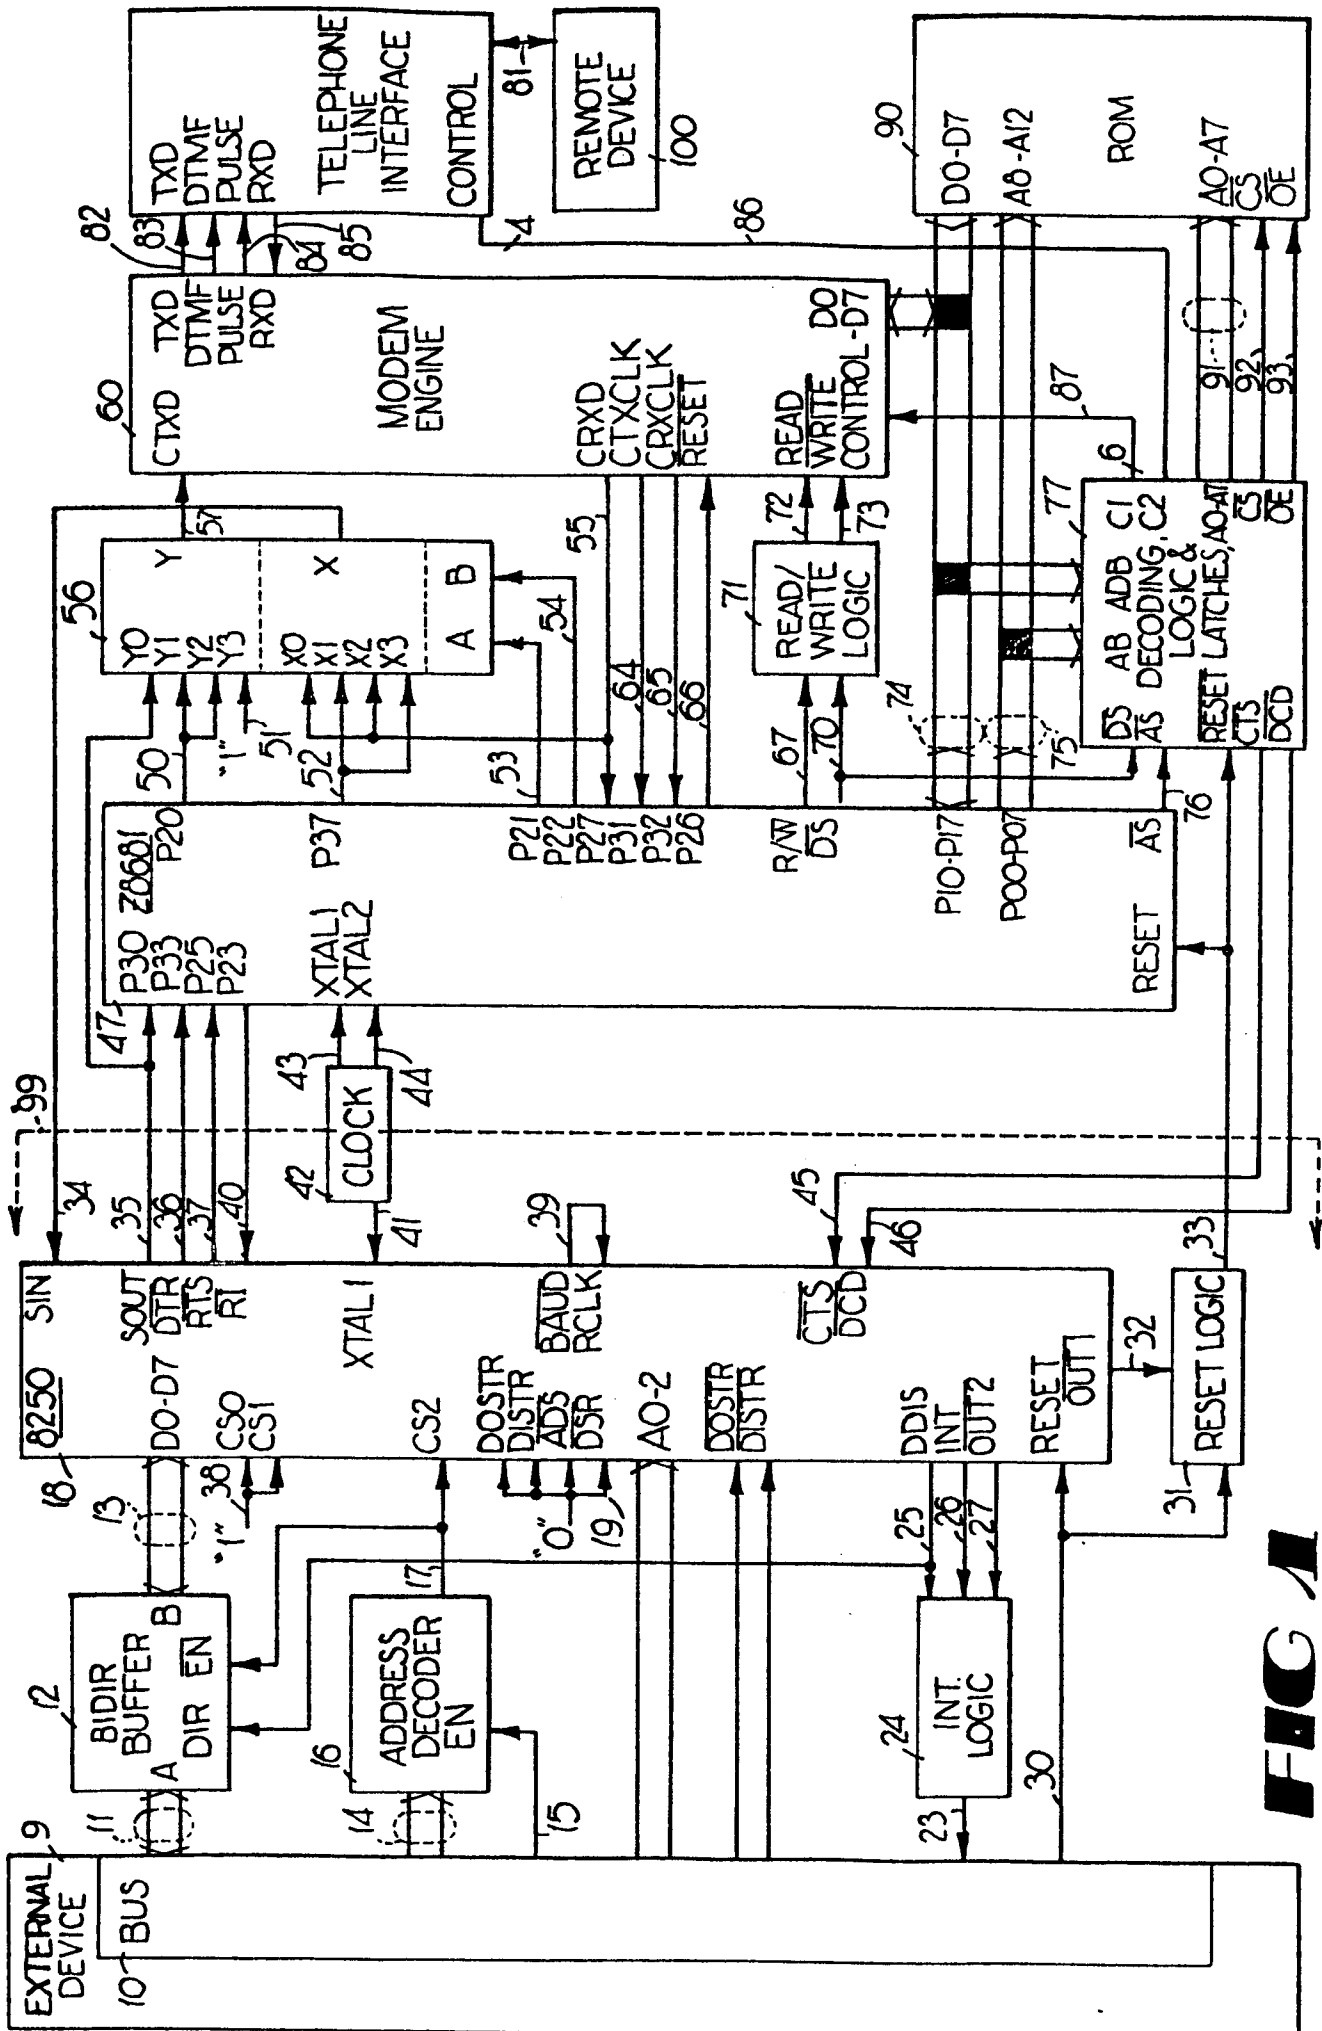 EXTERNAL
DEVICE
9
10
BUS
11
12
BIDIR
BUFFER
A
B
DIR
EN
13
14
15
16
ADDRESS
DECODER
EN
17
18
8250
SIN
D0-D7
SOUT
DTR
RTS
RI
CS0
CS1
"1"
38
XTAL1
CS2
DOSTR
DISTR
ADS
DSR
"0"
19
BAUD
RCLK
39
A0-2
DOSTR
DISTR
CTS
DCD
DDIS
INT
OUT2
RESET
OUT1
25
26
27
24
INT.
LOGIC
23
30
31
RESET LOGIC
32
33
34
35
36
37
40
41
42
CLOCK
43
44
45
46
99
47
Z8681
P30
P33
P25
P23
P20
XTAL1
XTAL2
P37
P21
P22
P27
P31
P32
P26
R/W
DS
P10-P17
P00-P07
RESET
AS
50
"1"
51
52
53
54
55
56
Y0
Y1
Y2
Y3
Y
X0
X1
X2
X3
X
A
B
57
60
CTXD
TXD
DTMF
PULSE
RXD
MODEM
ENGINE
CRXD
CTXCLK
CRXCLK
RESET
READ
WRITE
CONTROL
D0
-D7
64
65
66
67
70
71
READ/
WRITE
LOGIC
72
73
74
75
76
77
DS
AS
AB
ADB
C1
DECODING,
C2
LOGIC &
RESET
LATCHES,
A0-A7
CTS
DCD
CS
OE
6
87
82
83
84
85
TXD
DTMF
PULSE
RXD
TELEPHONE
LINE
INTERFACE
CONTROL
4
86
81
REMOTE
DEVICE
100
90
D0-D7
A8-A12
ROM
A0-A7
CS
OE
91
92
93
FIG 1